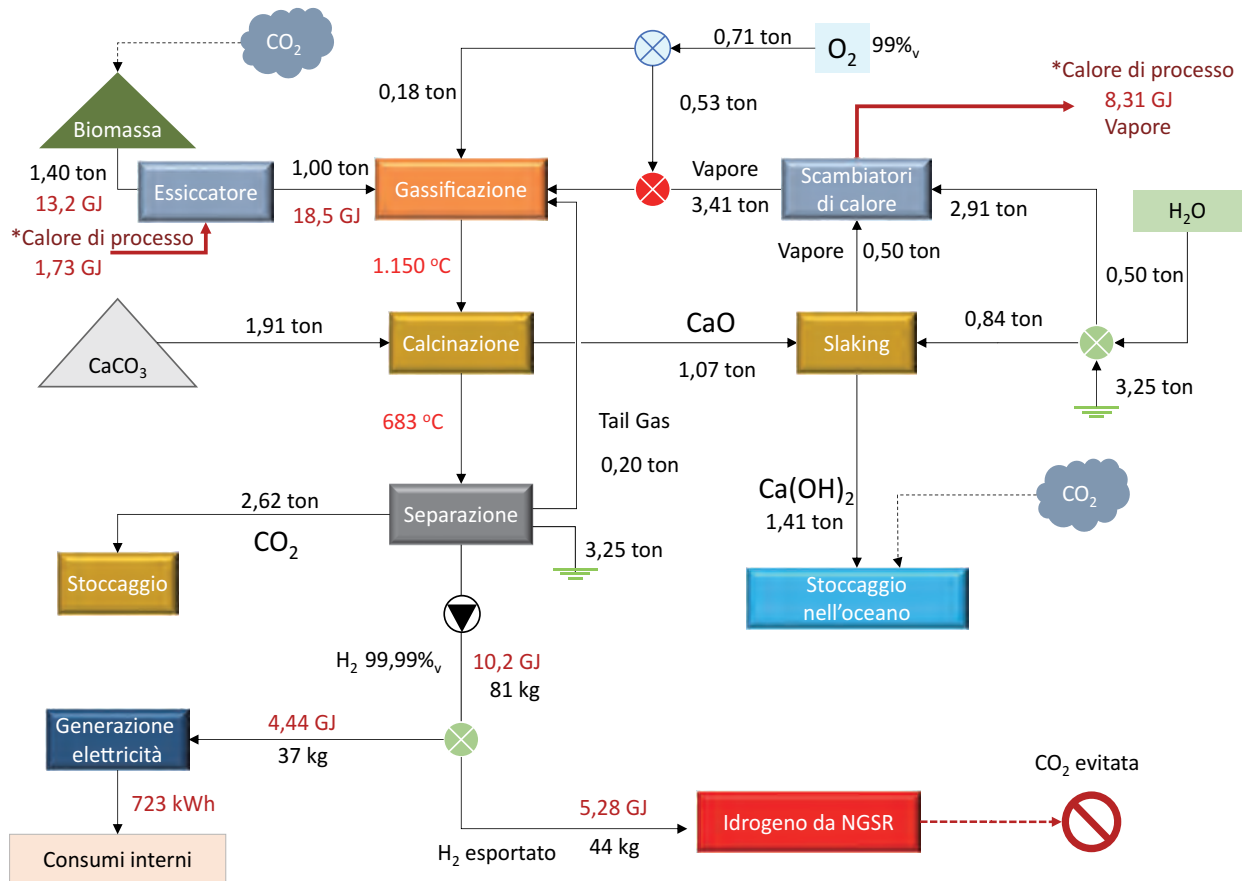 CO₂
0,71 ton
O₂
99%ᵥ
*Calore di processo
8,31 GJ
Vapore
0,18 ton
0,53 ton
Biomassa
1,40 ton
13,2 GJ
Essiccatore
1,00 ton
18,5 GJ
Gassificazione
Vapore
3,41 ton
Scambiatori
di calore
2,91 ton
H₂O
*Calore di processo
1,73 GJ
Vapore
0,50 ton
0,50 ton
1.150 °C
CaCO₃
1,91 ton
Calcinazione
CaO
1,07 ton
Slaking
0,84 ton
3,25 ton
683 °C
Tail Gas
0,20 ton
2,62 ton
CO₂
Separazione
3,25 ton
Ca(OH)₂
1,41 ton
CO₂
Stoccaggio
Stoccaggio
nell'oceano
H₂ 99,99%ᵥ
10,2 GJ
81 kg
Generazione
elettricità
4,44 GJ
37 kg
723 kWh
Consumi interni
5,28 GJ
44 kg
H₂ esportato
Idrogeno da NGSR
CO₂ evitata